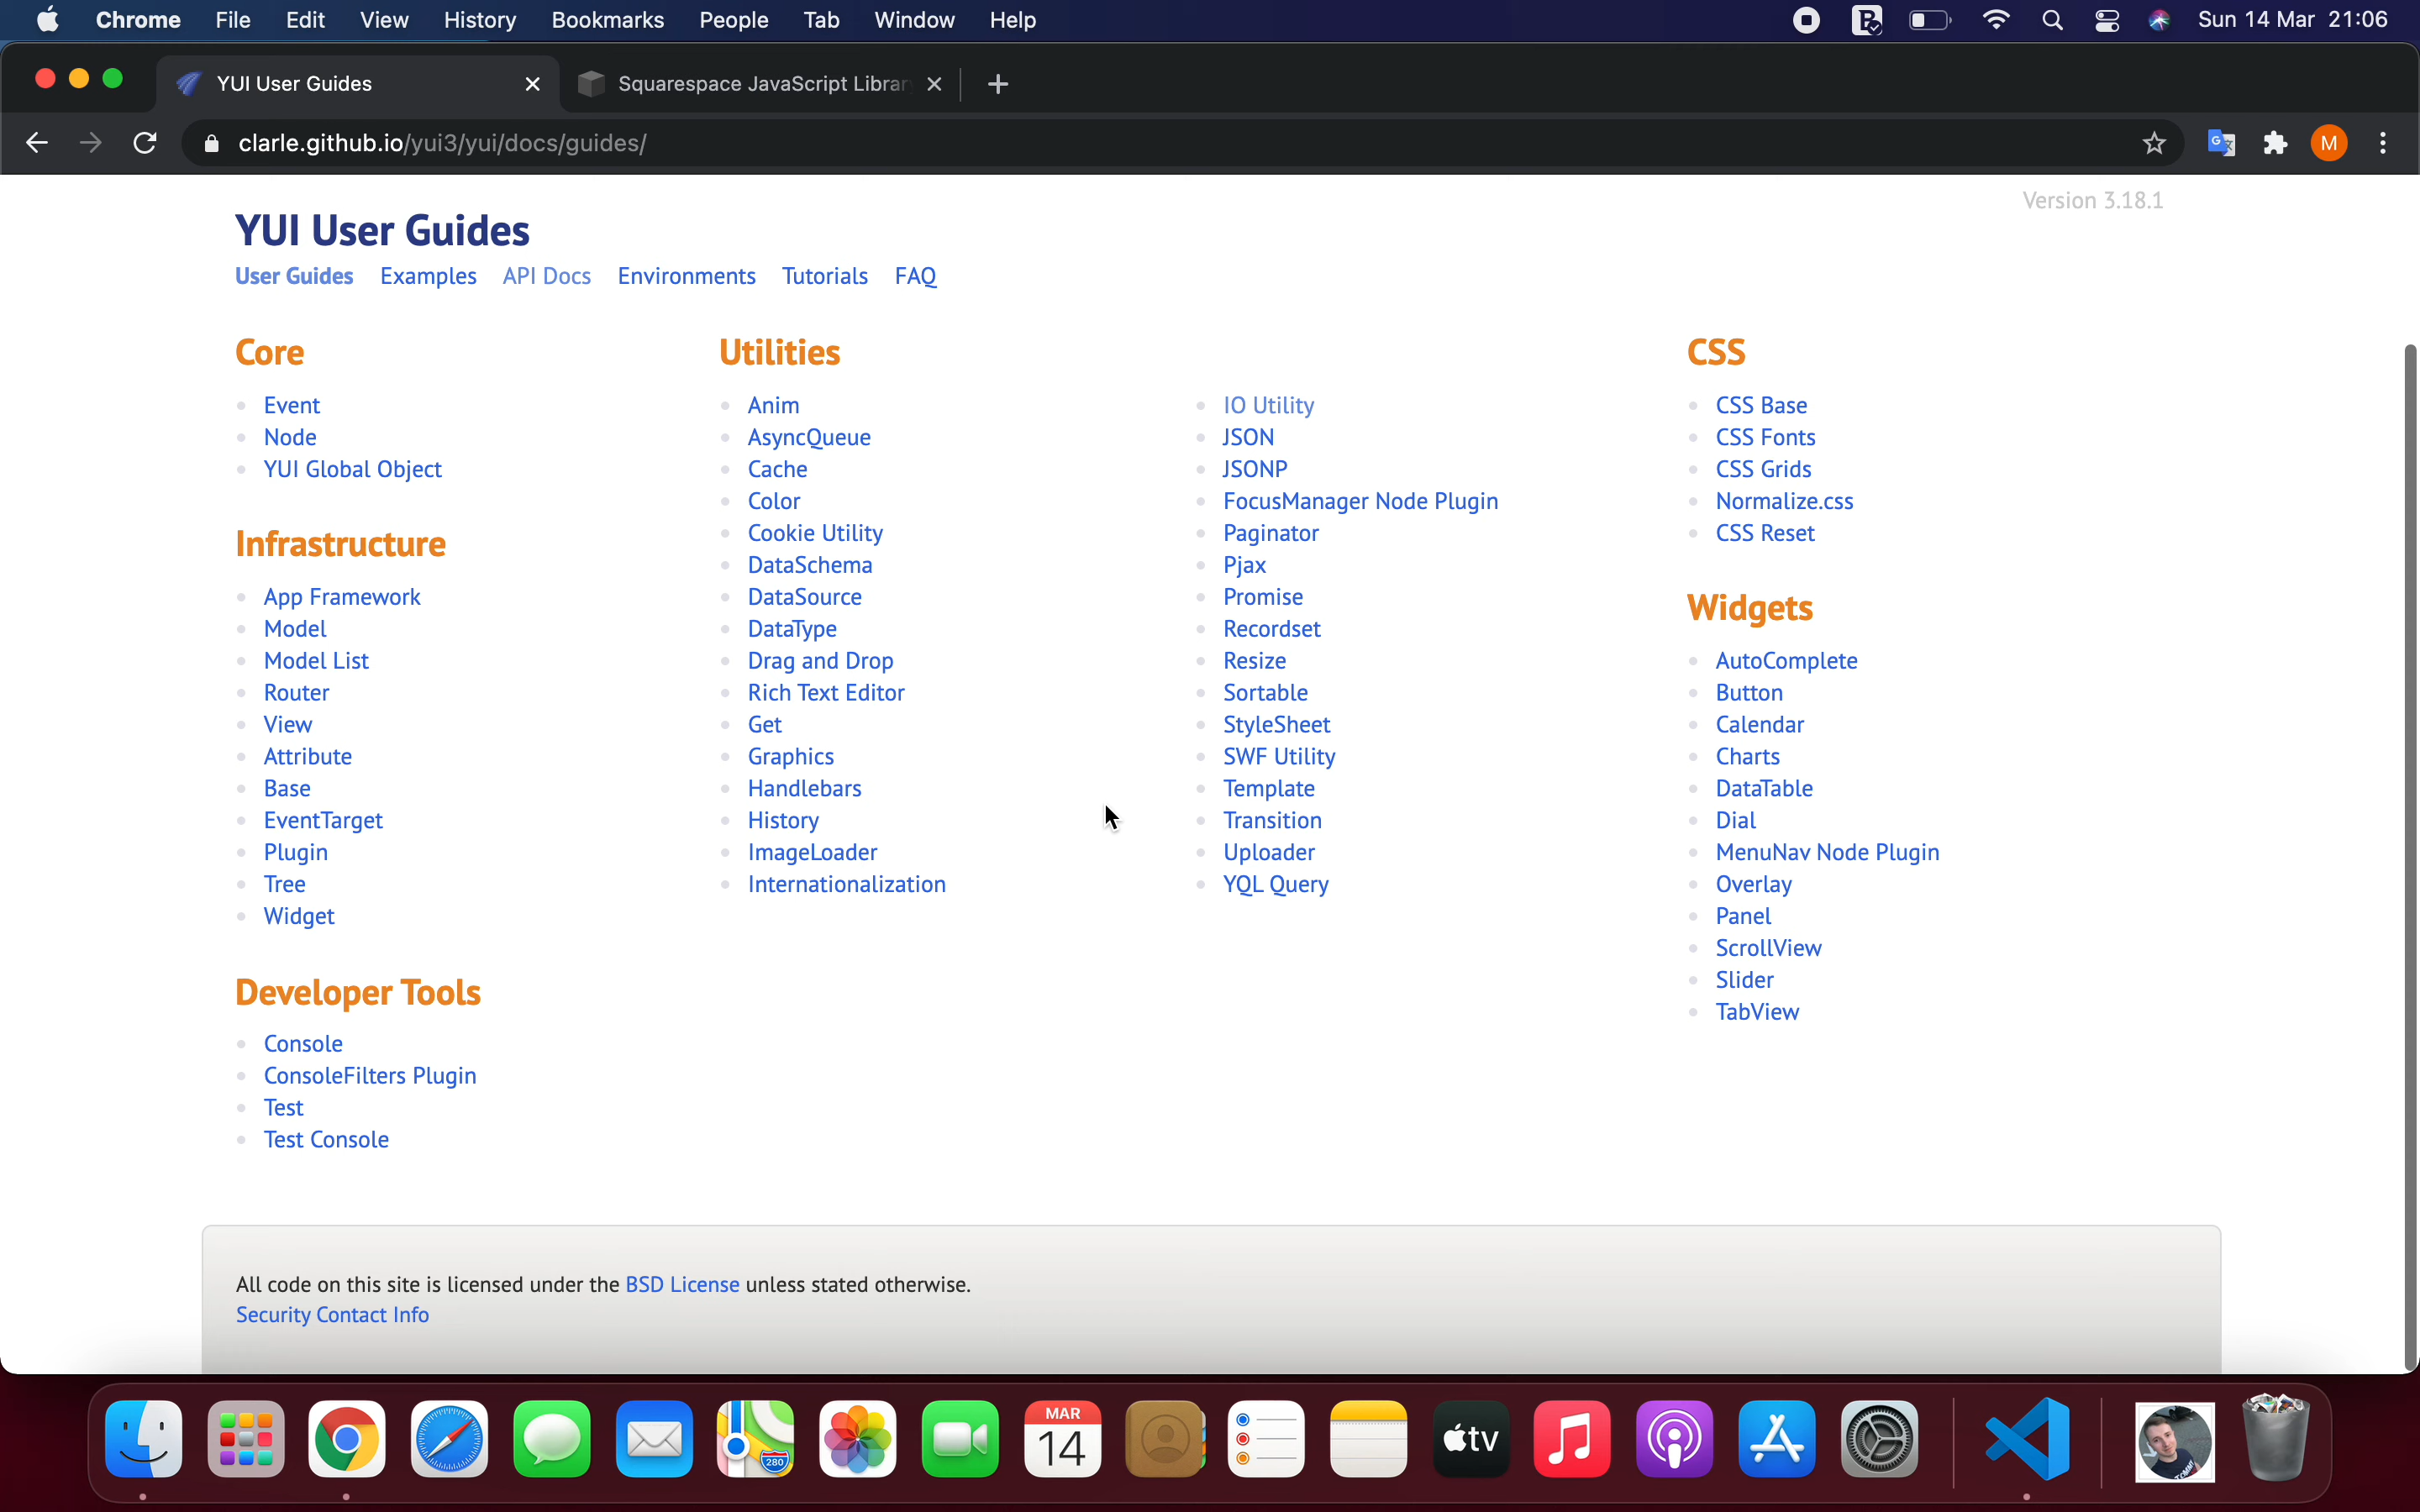 Chrome File Edit View History Bookmarks People Tab Window Help Sun 14 Mar 21:06
YUI User Guides
Squarespace JavaScript Librar
clarle.github.io/yui3/yui/docs/guides/
M
Version 3.18.1
YUI User Guides
User Guides Examples API Docs Environments Tutorials FAQ
Core
Event
Node
YUI Global Object
Infrastructure
App Framework
Model
Model List
Router
View
Attribute
Base
EventTarget
Plugin
Tree
Widget
Developer Tools
Console
ConsoleFilters Plugin
Test
Test Console
Utilities
Anim
AsyncQueue
Cache
Color
Cookie Utility
DataSchema
DataSource
DataType
Drag and Drop
Rich Text Editor
Get
Graphics
Handlebars
History
ImageLoader
Internationalization
IO Utility
JSON
JSONP
FocusManager Node Plugin
Paginator
Pjax
Promise
Recordset
Resize
Sortable
StyleSheet
SWF Utility
Template
Transition
Uploader
YQL Query
CSS
CSS Base
CSS Fonts
CSS Grids
Normalize.css
CSS Reset
Widgets
AutoComplete
Button
Calendar
Charts
DataTable
Dial
MenuNav Node Plugin
Overlay
Panel
ScrollView
Slider
TabView
All code on this site is licensed under the BSD License unless stated otherwise.
Security Contact Info
280
MAR
14
tv